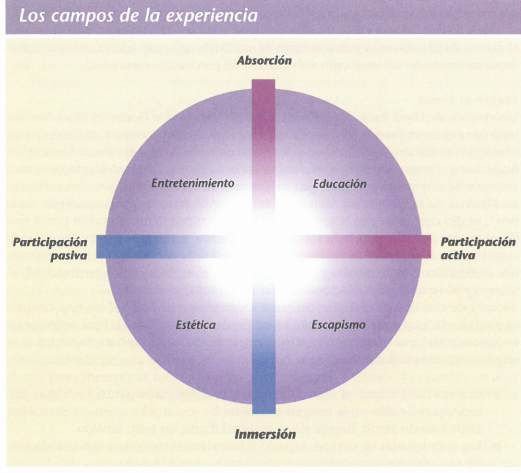 Los campos de la experiencia
Absorción
Entretenimiento
Educación
Participación
pasiva
Participación
activa
Estética
Escapismo
Inmersión